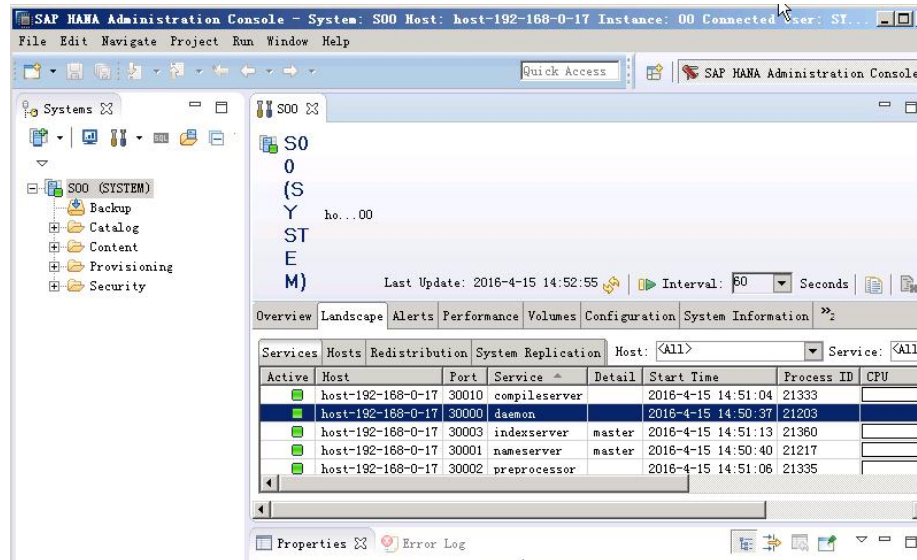 SAP HANA Administration Console - System: S00 Host: host-192-168-0-17 Instance: 00 Connected User: SY...
File Edit Navigate Project Run Window Help
Quick Access
SAP HANA Administration Console
Systems
S00 (SYSTEM)
Backup
Catalog
Content
Provisioning
Security
S00
S0
0
(S
Y
ST
E
M)
ho...00
Last Update: 2016-4-15 14:52:55
Interval: 60 Seconds
Overview Landscape Alerts Performance Volumes Configuration System Information »2
Services Hosts Redistribution System Replication Host: <All> Service: <All
Active Host Port Service Detail Start Time Process ID CPU
host-192-168-0-17 30010 compileserver 2016-4-15 14:51:04 21333
host-192-168-0-17 30000 daemon 2016-4-15 14:50:37 21203
host-192-168-0-17 30003 indexserver master 2016-4-15 14:51:13 21360
host-192-168-0-17 30001 nameserver master 2016-4-15 14:50:40 21217
host-192-168-0-17 30002 preprocessor 2016-4-15 14:51:06 21335
Properties Error Log